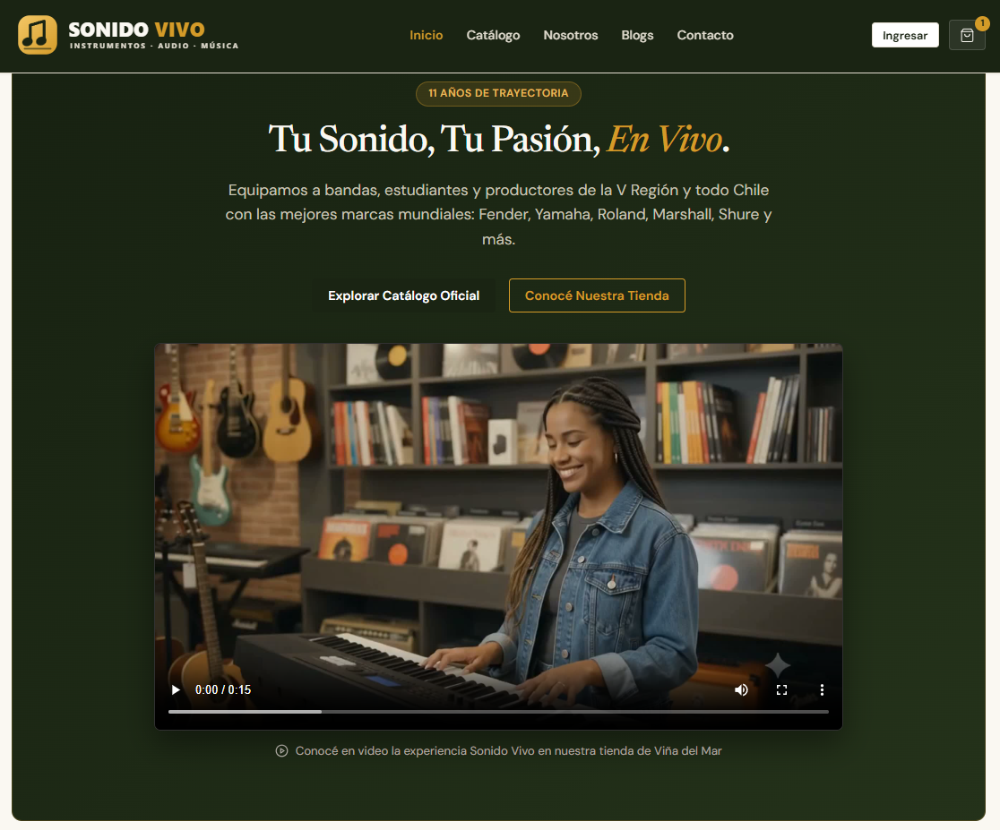 SONIDO VIVO
INSTRUMENTOS · AUDIO · MÚSICA
Inicio
Catálogo
Nosotros
Blogs
Contacto
Ingresar
1
11 AÑOS DE TRAYECTORIA
Tu Sonido, Tu Pasión, En Vivo.
Equipamos a bandas, estudiantes y productores de la V Región y todo Chile
con las mejores marcas mundiales: Fender, Yamaha, Roland, Marshall, Shure y
más.
Explorar Catálogo Oficial
Conocé Nuestra Tienda
0:00 / 0:15
Conocé en video la experiencia Sonido Vivo en nuestra tienda de Viña del Mar